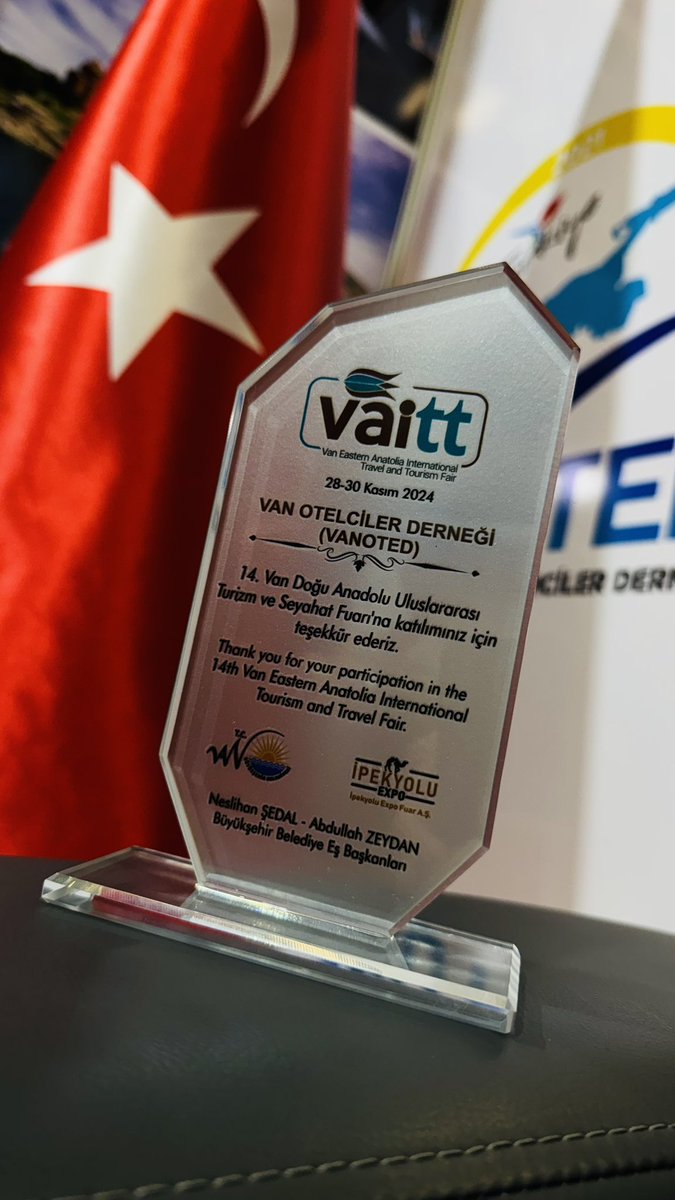 vaitt
Van Eastern Anatolia International
Travel and Tourism Fair
28-30 Kasım 2024
VAN OTELCİLER DERNEĞİ
(VANOTED)
14. Van Doğu Anadolu Uluslararası
Turizm ve Seyahat Fuarı'na katılımınız için
teşekkür ederiz.
Thank you for your participation in the
14th Van Eastern Anatolia International
Tourism and Travel Fair.
T.C.
VAN
İPEKYOLU
EXPO
İpekyolu Expo Fuar A.Ş.
Neslihan ŞEDAL - Abdullah ZEYDAN
Büyükşehir Belediye Eş Başkanları